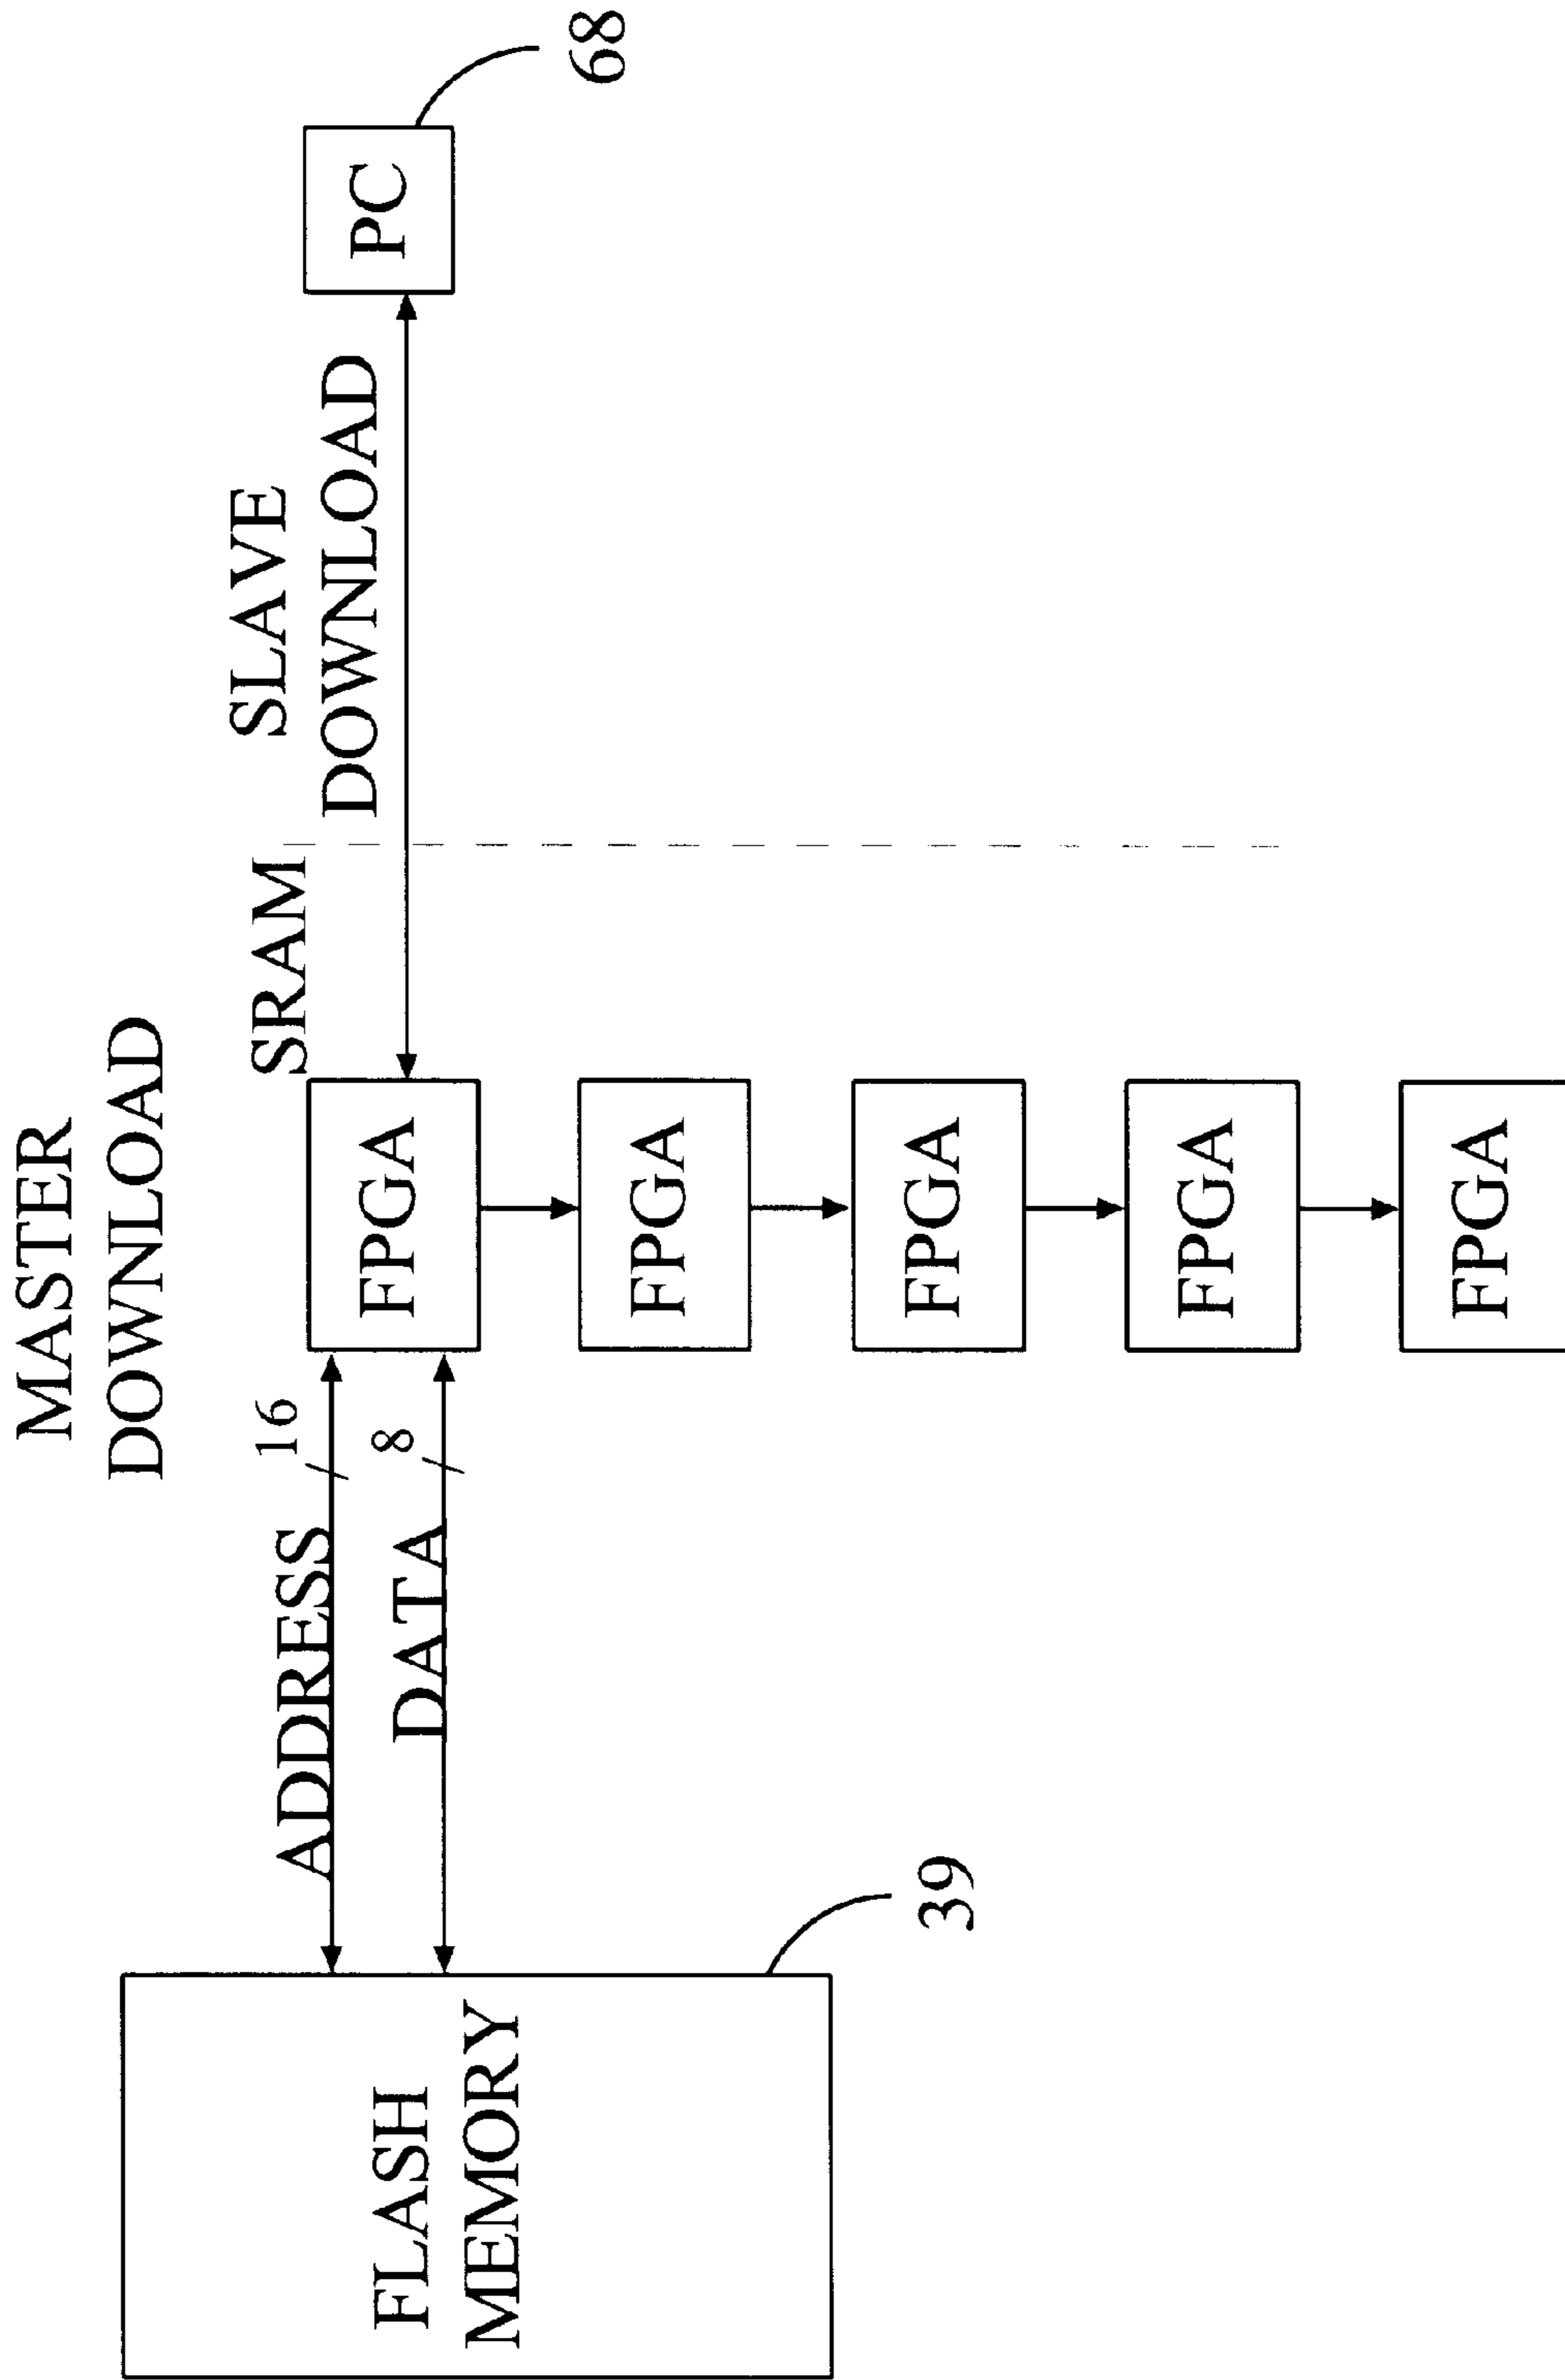 MASTER
DOWNLOAD
SRAM
SLAVE
DOWNLOAD
ADDRESS
16
DATA
8
FLASH
MEMORY
39
FPGA
FPGA
FPGA
FPGA
FPGA
PC
68